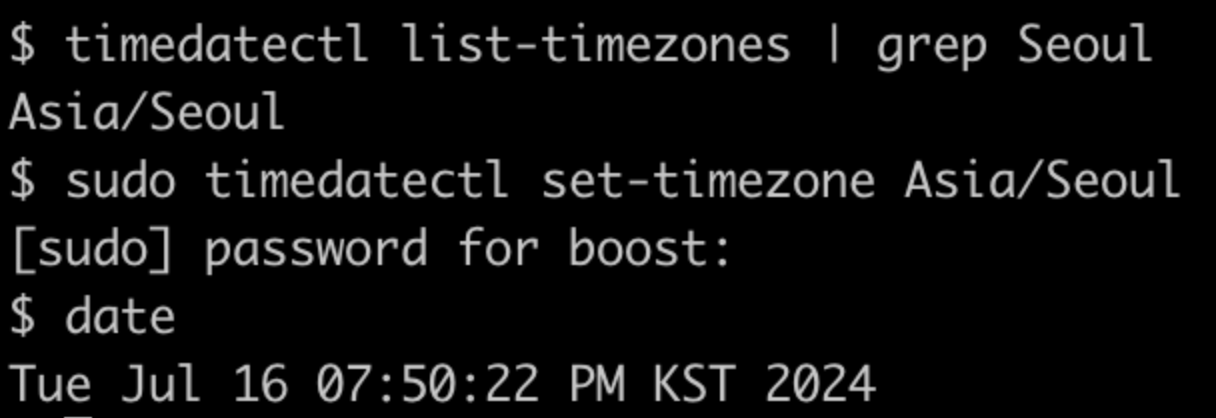 $ timedatectl list-timezones | grep Seoul
Asia/Seoul
$ sudo timedatectl set-timezone Asia/Seoul
[sudo] password for boost:
$ date
Tue Jul 16 07:50:22 PM KST 2024